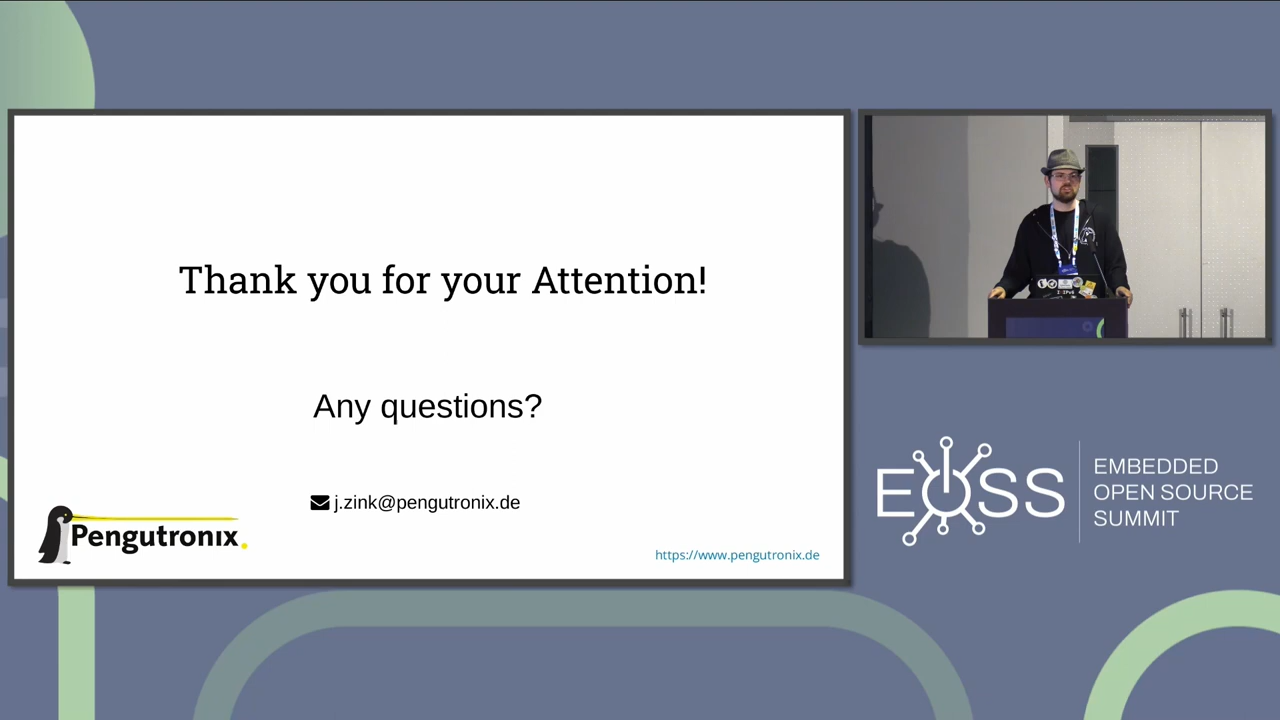 Thank you for your Attention!
Any questions?
j.zink@pengutronix.de
Pengutronix.
https://www.pengutronix.de
EOSS
EMBEDDED
OPEN SOURCE
SUMMIT